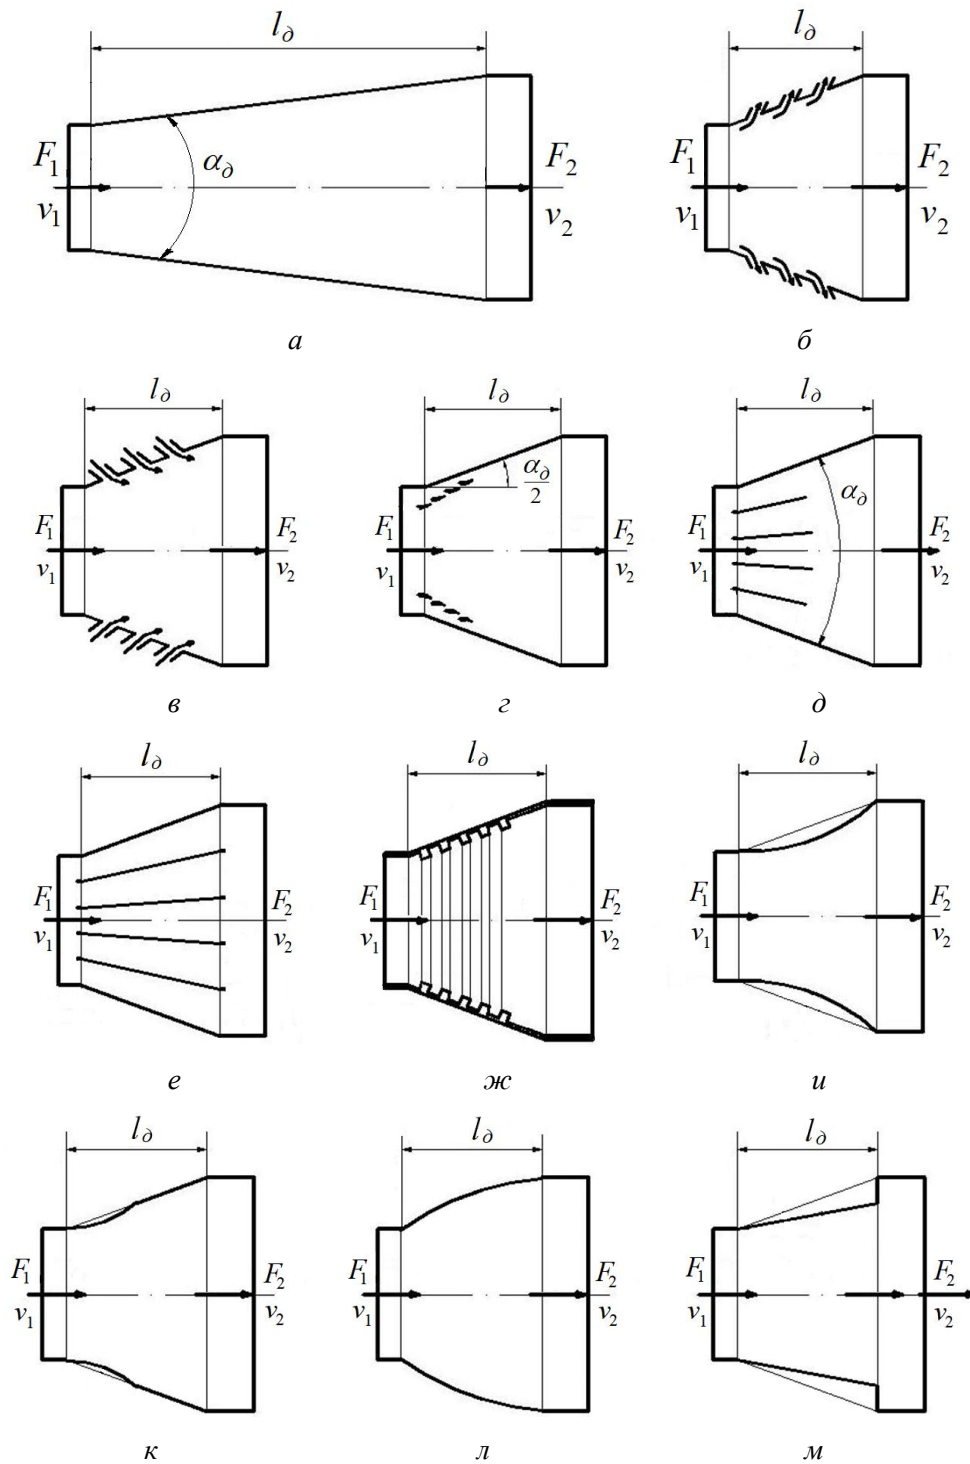 l∂ l∂
F₁ α∂ F₂ F₁ F₂
v₁ v₂ v₁ v₂
а б
l∂ l∂ l∂
F₁ F₂ F₁ α∂/2 F₂ F₁ α∂ F₂
v₁ v₂ v₁ v₂ v₁ v₂
в г д
l∂ l∂ l∂
F₁ F₂ F₁ F₂ F₁ F₂
v₁ v₂ v₁ v₂ v₁ v₂
е ж и
l∂ l∂ l∂
F₁ F₂ F₁ F₂ F₁ F₂
v₁ v₂ v₁ v₂ v₁ v₂
к л м